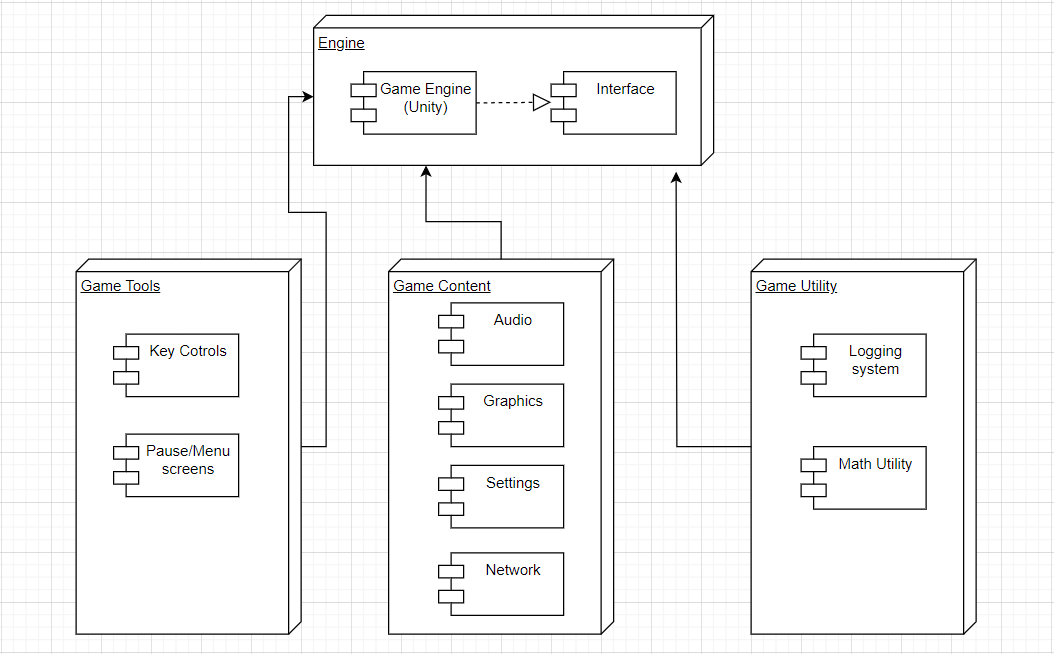 Engine
Game Engine
(Unity)
Interface
Game Tools
Key Cotrols
Pause/Menu
screens
Game Content
Audio
Graphics
Settings
Network
Game Utility
Logging
system
Math Utility